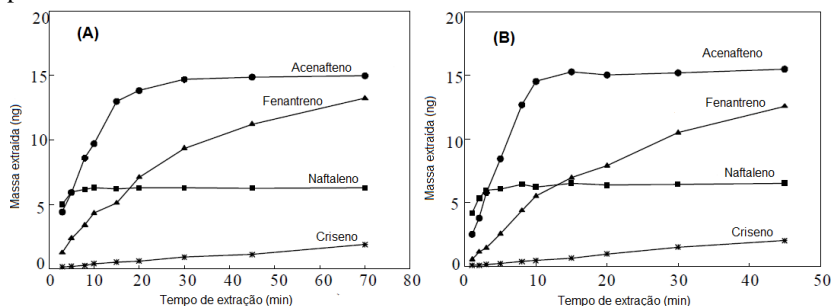 (A)
Massa extraída (ng)
20
15
10
5
0
Acenafteno
Fenantreno
Naftaleno
Criseno
0 10 20 30 40 50 60 70 80
Tempo de extração (min)
(B)
Massa extraída (ng)
20
15
10
5
0
Acenafteno
Fenantreno
Naftaleno
Criseno
0 10 20 30 40 50
Tempo de extração (min)